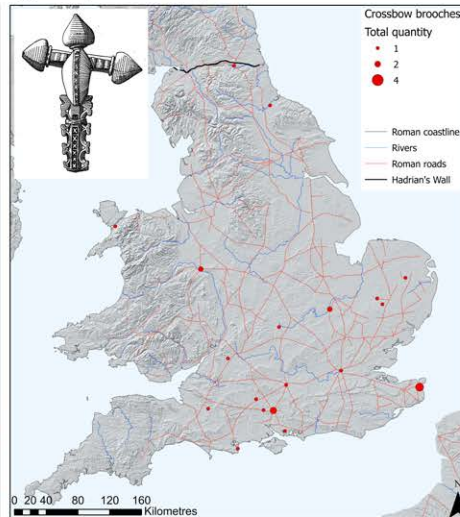 Crossbow brooches
Total quantity
1
2
4
Roman coastline
Rivers
Roman roads
Hadrian's Wall
N
0 20 40 80 120 160
Kilometres